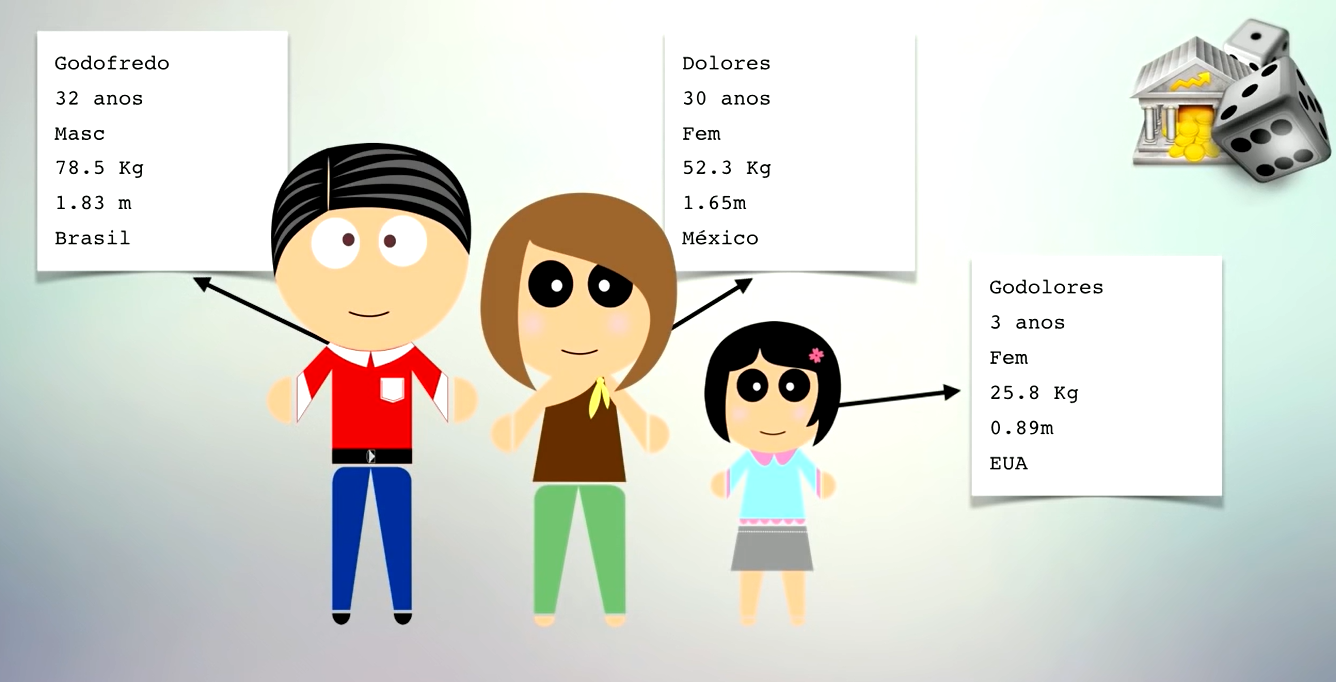 Godofredo
32 anos
Masc
78.5 Kg
1.83 m
Brasil
Dolores
30 anos
Fem
52.3 Kg
1.65m
México
Godolores
3 anos
Fem
25.8 Kg
0.89m
EUA